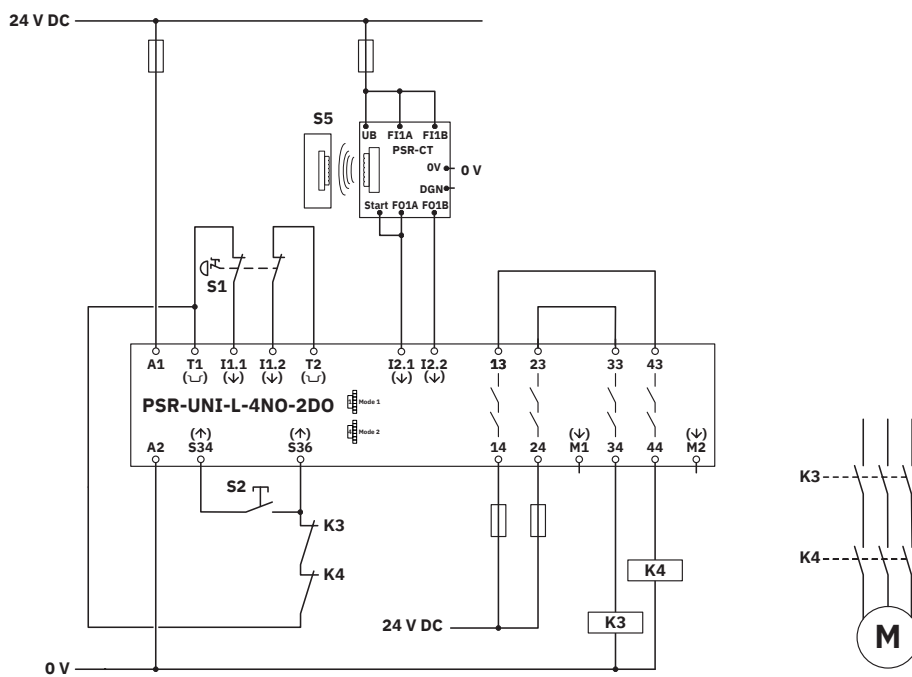 24 V DC
S5
UB FI1A FI1B
PSR-CT
0V 0 V
DGN
Start FO1A FO1B
S1
A1 T1 I1.1 I1.2 T2 I2.1 I2.2 13 23 33 43
PSR-UNI-L-4NO-2DO
Mode 1
Mode 2
A2 S34 S36 14 24 M1 34 44 M2
S2
K3
K4
K4
K3
24 V DC
0 V
K3
K4
M